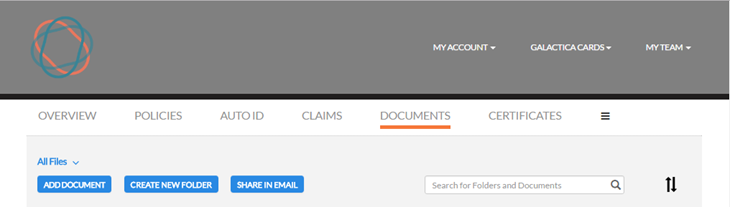 MY ACCOUNT GALACTICA CARDS MY TEAM
OVERVIEW POLICIES AUTO ID CLAIMS DOCUMENTS CERTIFICATES
All Files
ADD DOCUMENT CREATE NEW FOLDER SHARE IN EMAIL Search for Folders and Documents